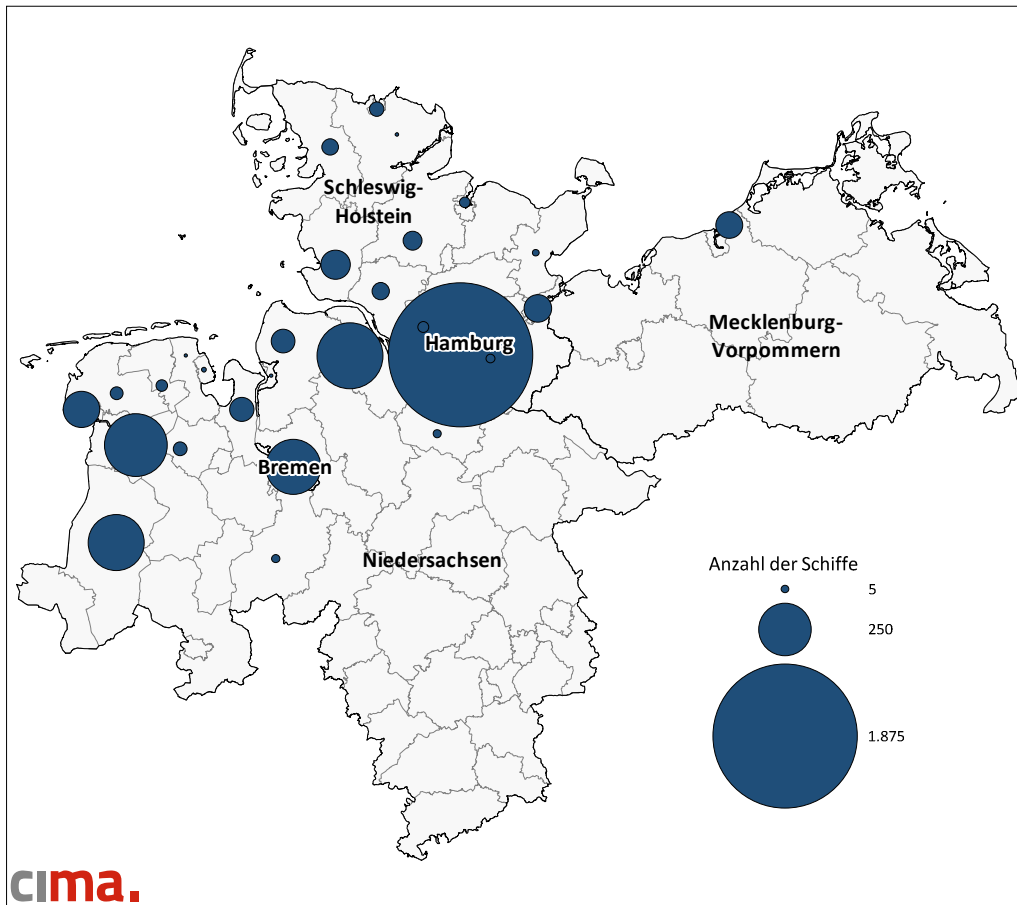 Schleswig-
Holstein
Mecklenburg-
Vorpommern
Hamburg
Bremen
Niedersachsen
Anzahl der Schiffe
5
250
1.875
cima.